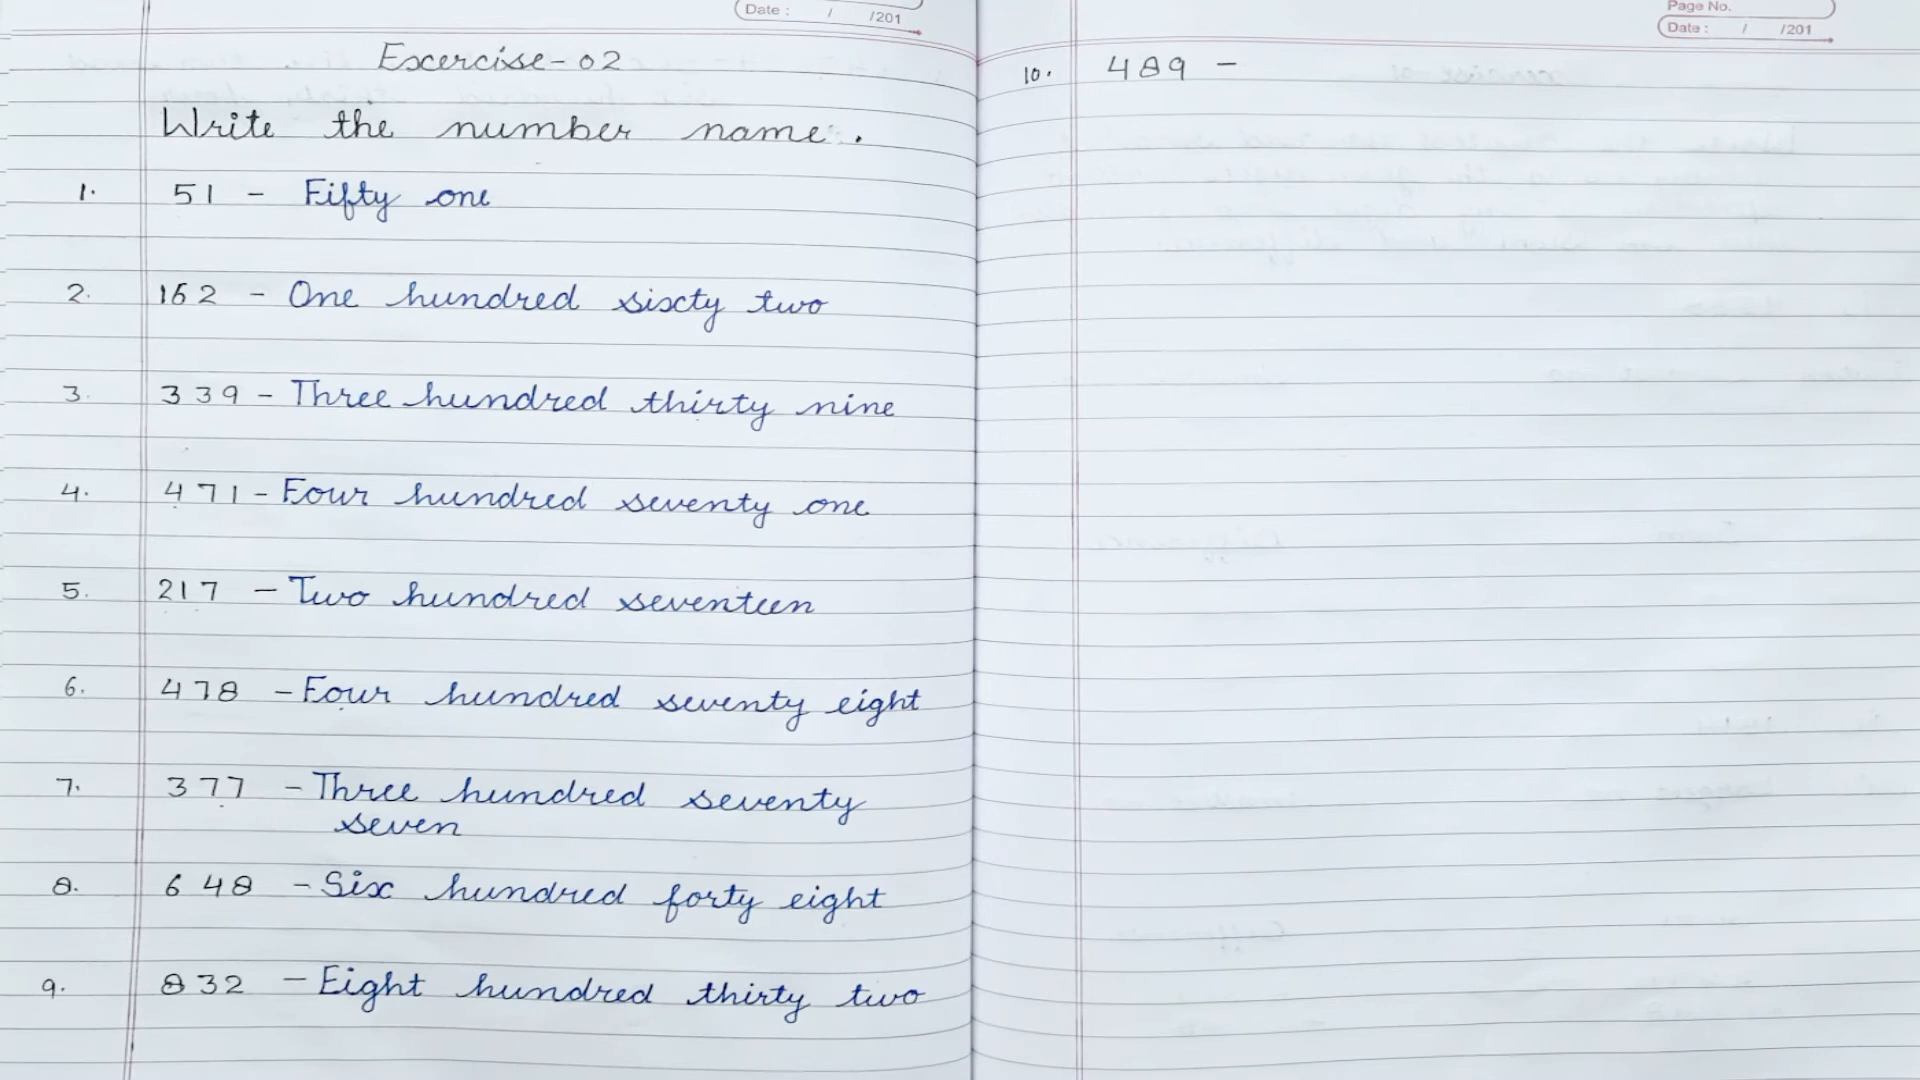 Date : / /201
Excercise-02
Write the number name.
1. 51 - Fifty one
2. 162 - One hundred sixty two
3. 339 - Three hundred thirty nine
4. 471 - Four hundred seventy one
5. 217 - Two hundred seventeen
6. 478 - Four hundred seventy eight
7. 377 - Three hundred seventy
seven
8. 648 - Six hundred forty eight
9. 832 - Eight hundred thirty two
Page No.
Date : / /201
10. 489 -